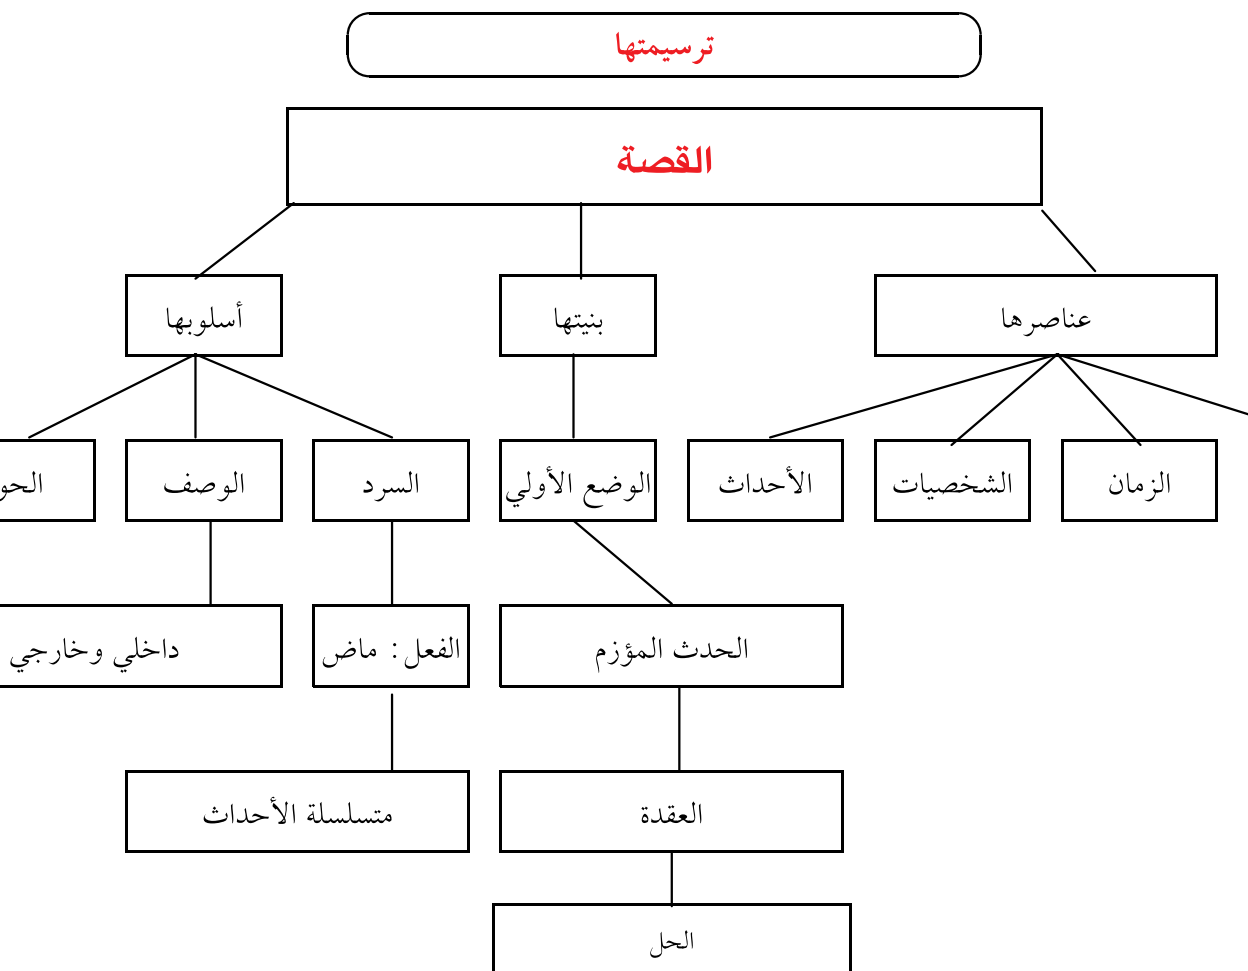 ترسيمتها
القصة
عناصرها
بنيتها
أسلوبها
الزمان
الشخصيات
الأحداث
الوضع الأولي
السرد
الوصف
الحو
الحدث المؤزم
الفعل: ماض
داخلي وخارجي
العقدة
متسلسلة الأحداث
الحل